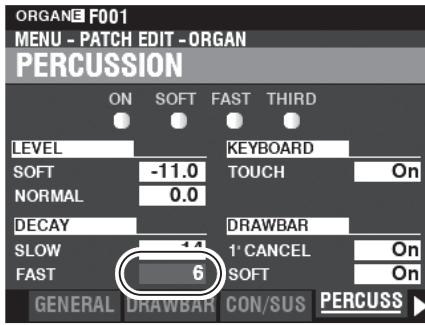 ORGAN E F001
MENU - PATCH EDIT - ORGAN
PERCUSSION
ON SOFT FAST THIRD
LEVEL KEYBOARD
SOFT -11.0 TOUCH On
NORMAL 0.0
DECAY DRAWBAR
SLOW 14 1' CANCEL On
FAST 6 SOFT On
GENERAL DRAWBAR CON/SUS PERCUSS